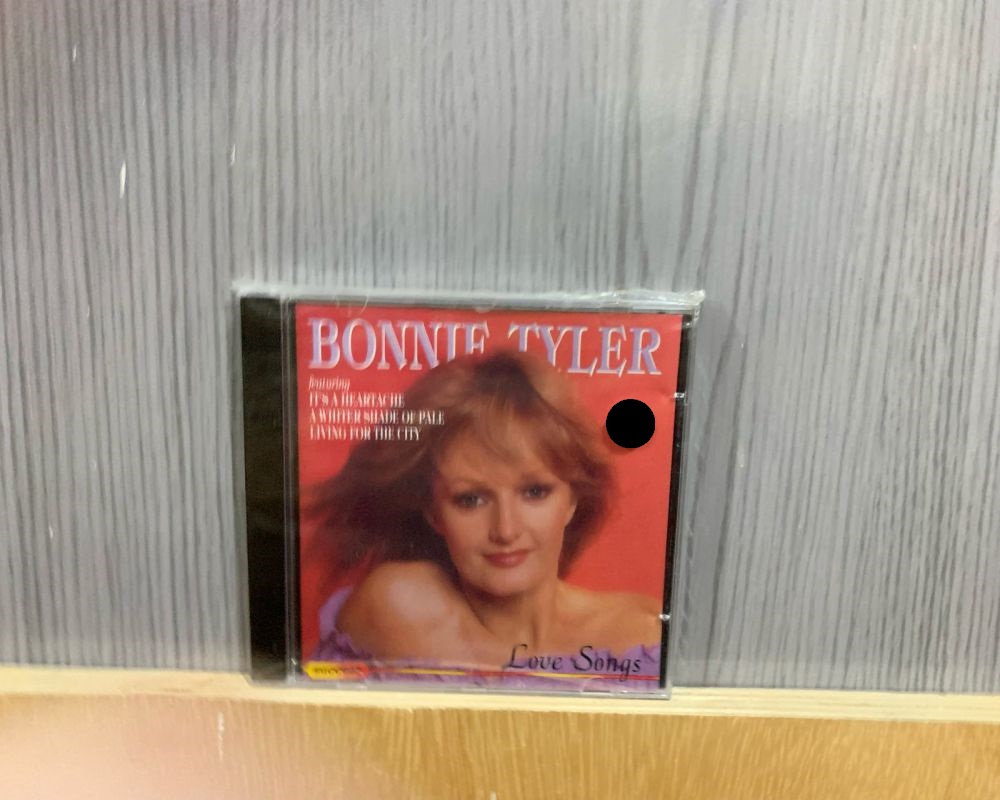 BONNIE TYLER
featuring
IT'S A HEARTACHE
A WHITER SHADE OF PALE
LIVING FOR THE CITY
Love Songs